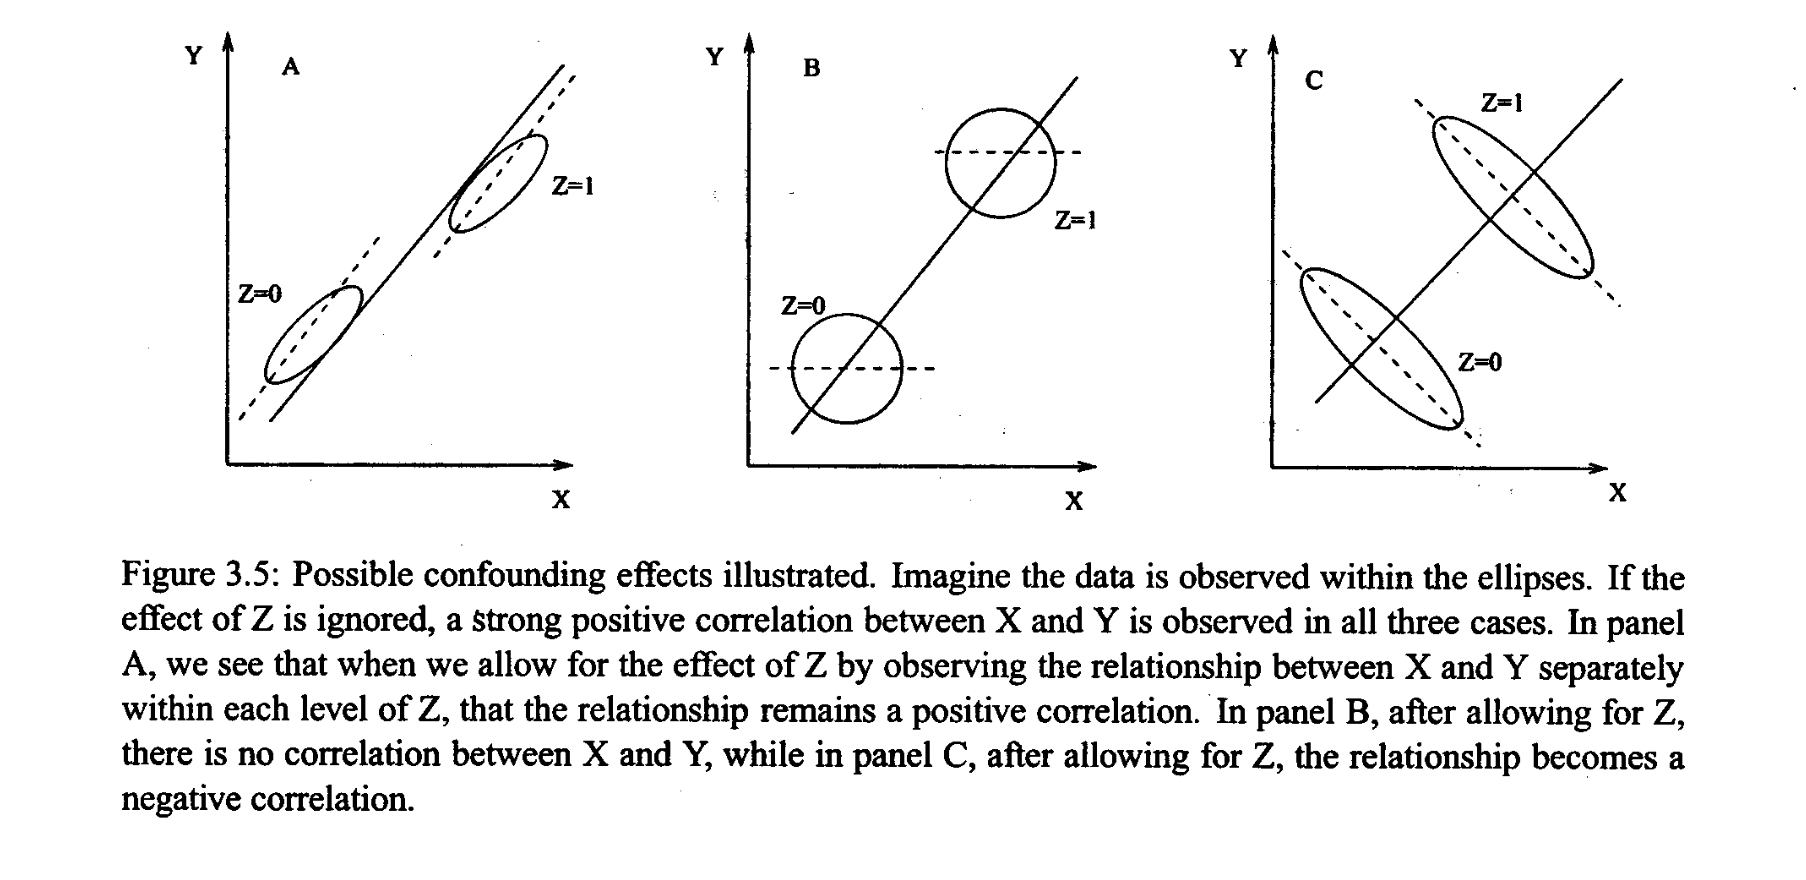 Y A
Z=0
Z=1
X
Y B
Z=0
Z=1
X
Y C
Z=1
Z=0
X
Figure 3.5: Possible confounding effects illustrated. Imagine the data is observed within the ellipses. If the
effect of Z is ignored, a strong positive correlation between X and Y is observed in all three cases. In panel
A, we see that when we allow for the effect of Z by observing the relationship between X and Y separately
within each level of Z, that the relationship remains a positive correlation. In panel B, after allowing for Z,
there is no correlation between X and Y, while in panel C, after allowing for Z, the relationship becomes a
negative correlation.